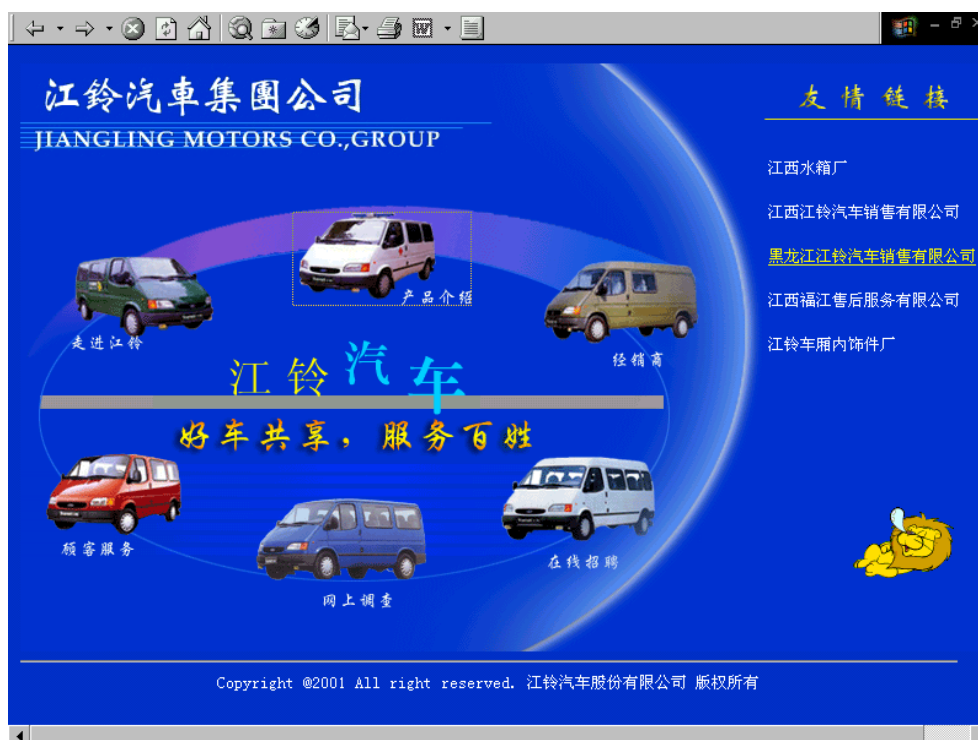 江鈴汽車集團公司
JIANGLING MOTORS CO.,GROUP
友情链接
江西水箱厂
江西江铃汽车销售有限公司
黑龙江江铃汽车销售有限公司
江西福江售后服务有限公司
江铃车厢内饰件厂
产品介绍
走进江铃
经销商
江铃汽车
好车共享，服务百姓
顾客服务
在线招聘
网上调查
Copyright @2001 All right reserved. 江铃汽车股份有限公司 版权所有